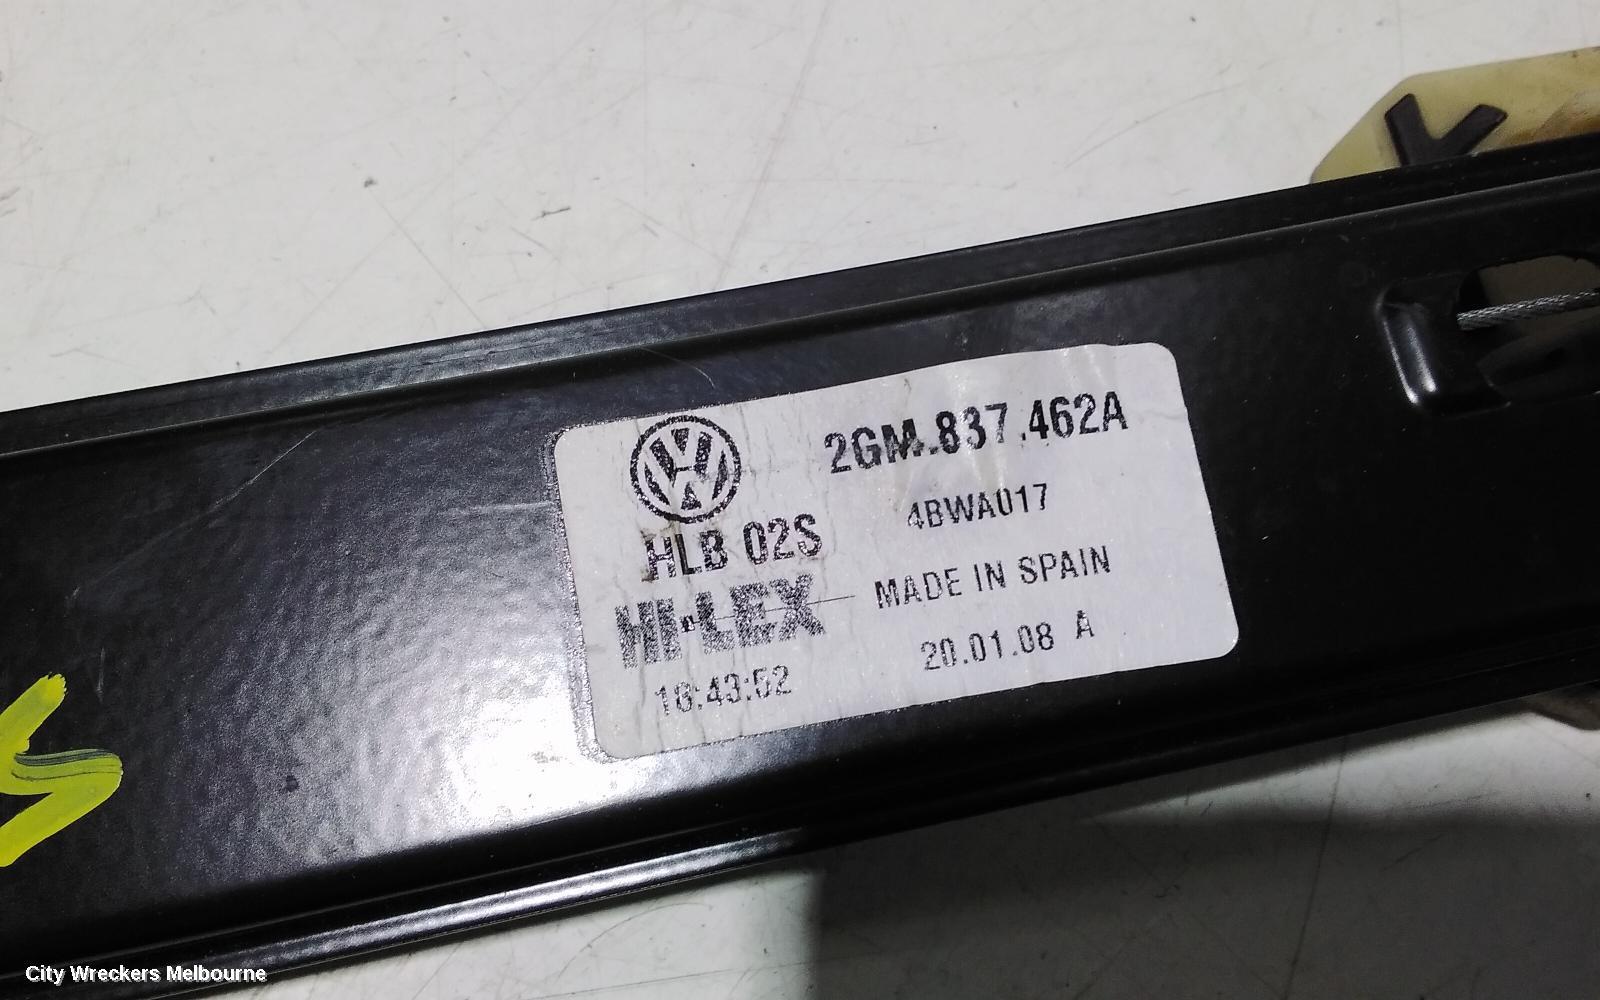 2GM.837.462A
HLB 02S
4BWA017
HI-LEX
MADE IN SPAIN
18:43:52
20.01.08 A
City Wreckers Melbourne